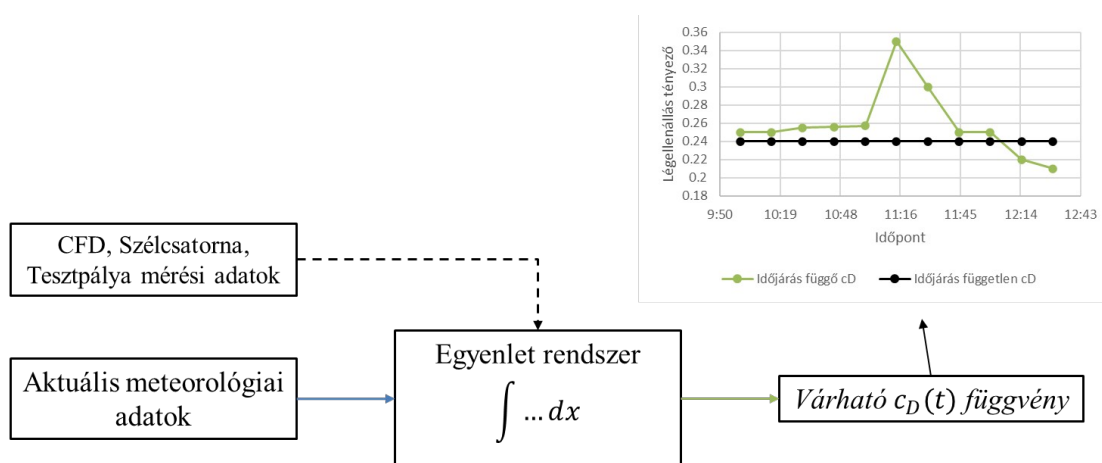 0.36
0.34
0.32
0.3
0.28
0.26
0.24
0.22
0.2
0.18
Légellenállás tényező
9:50 10:19 10:48 11:16 11:45 12:14 12:43
Időpont
Időjárás függő cD Időjárás független cD
CFD, Szélcsatorna,
Tesztpálya mérési adatok
Aktuális meteorológiai
adatok
Egyenlet rendszer
∫ ... dx
Várható c_D(t) függvény